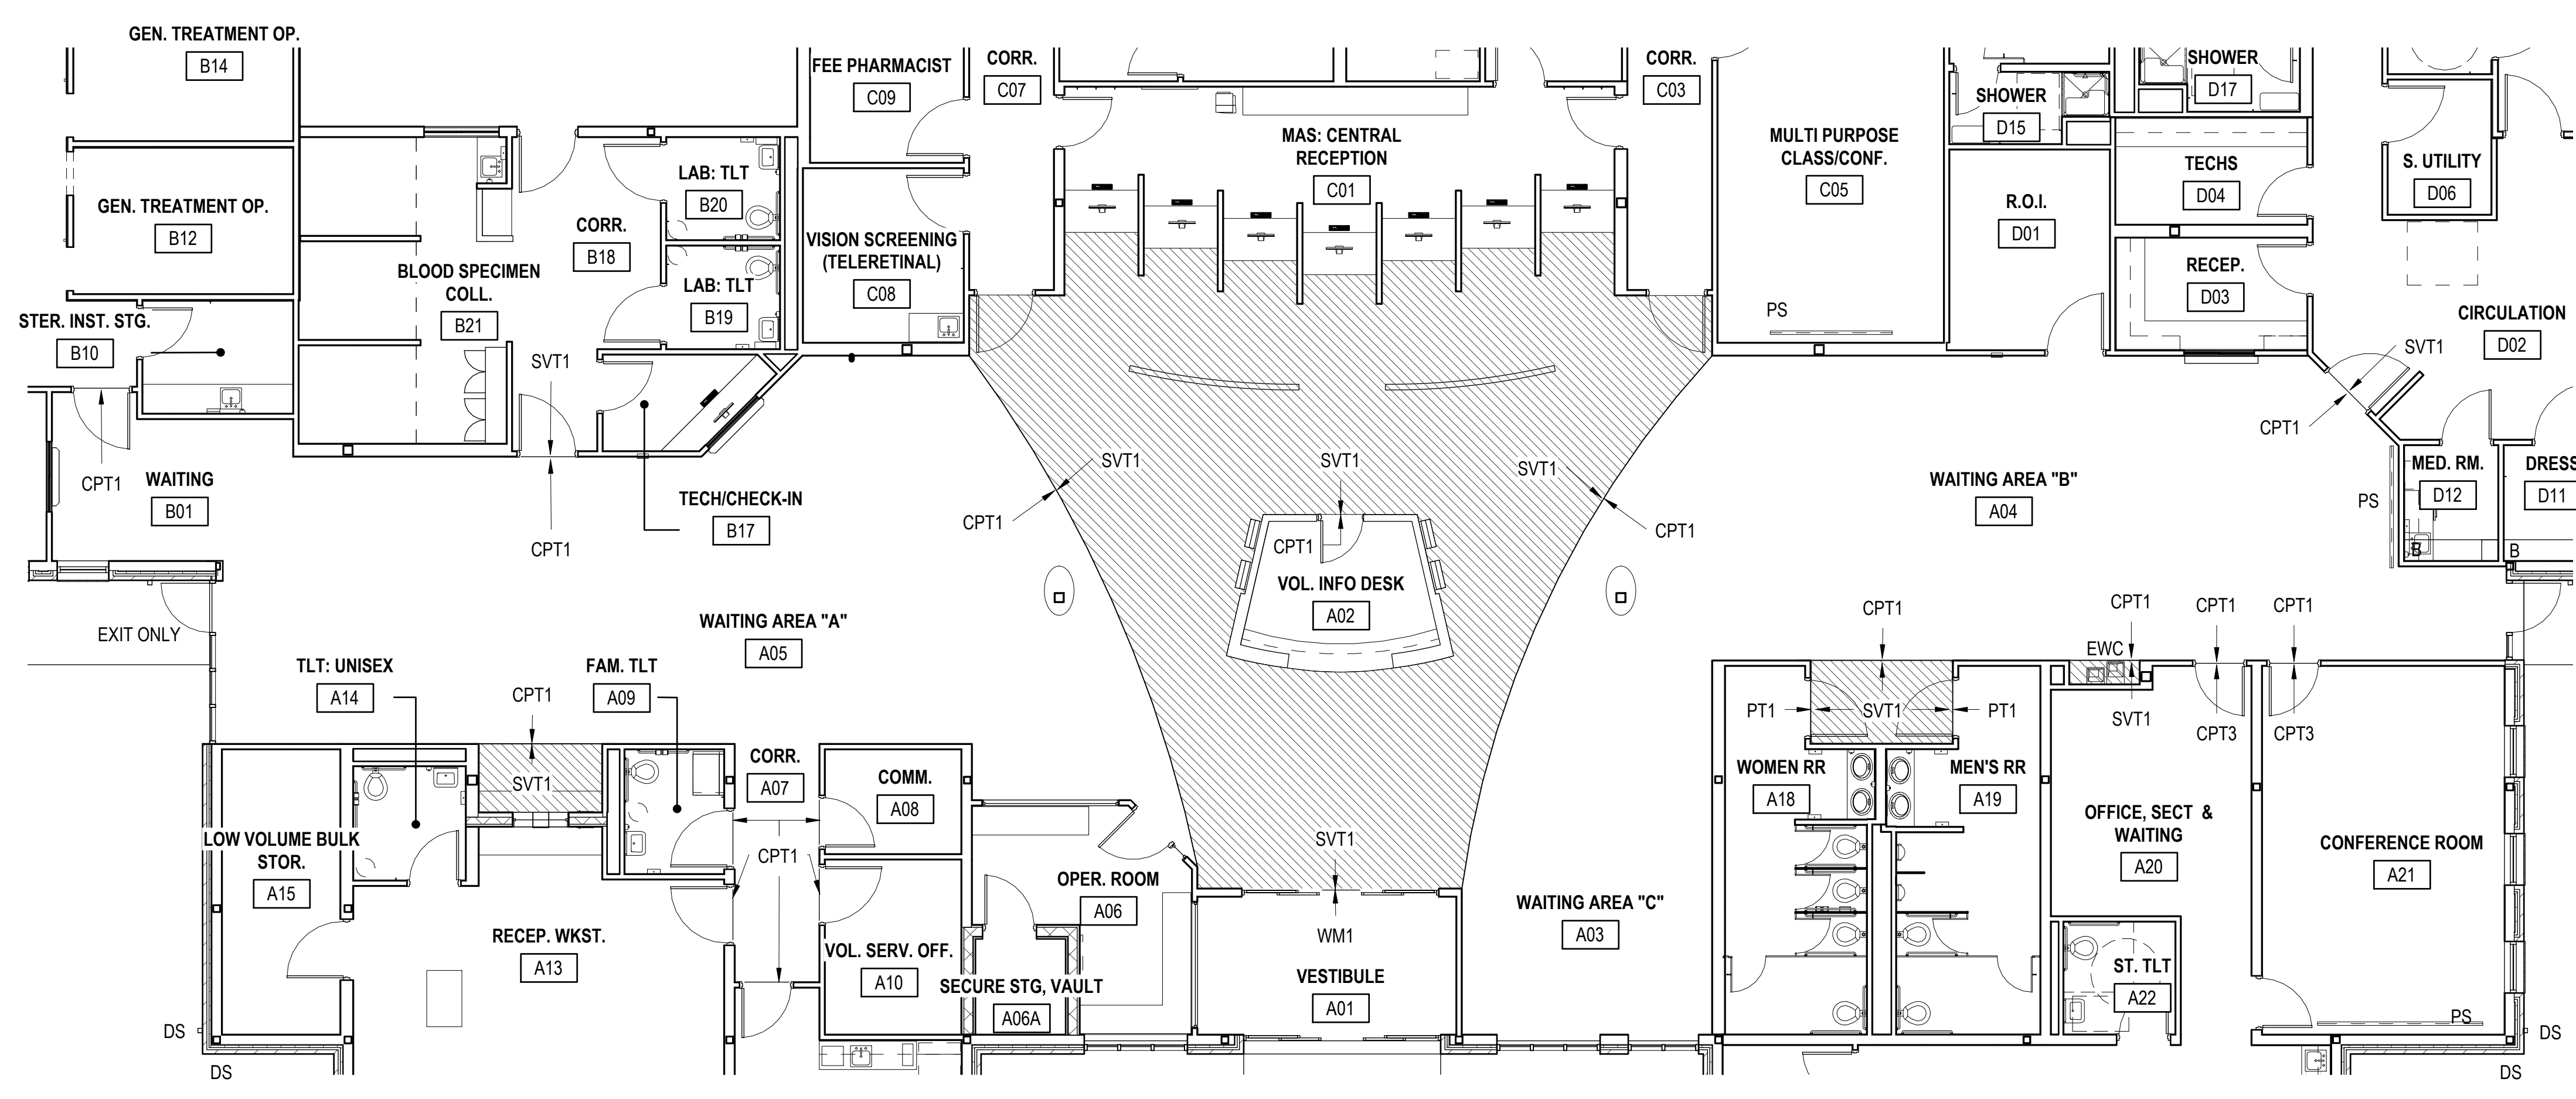 GEN. TREATMENT OP.
B14
FEE PHARMACIST
C09
CORR.
C07
MAS: CENTRAL
RECEPTION
C01
CORR.
C03
MULTI PURPOSE
CLASS/CONF.
C05
SHOWER
D15
SHOWER
D17
TECHS
D04
S. UTILITY
D06
GEN. TREATMENT OP.
B12
CORR.
B18
LAB: TLT
B20
LAB: TLT
B19
VISION SCREENING
(TELERETINAL)
C08
R.O.I.
D01
RECEP.
D03
BLOOD SPECIMEN
COLL.
B21
STER. INST. STG.
B10
PS
CIRCULATION
D02
SVT1
SVT1
CPT1
CPT1
WAITING
B01
CPT1
TECH/CHECK-IN
B17
SVT1
CPT1
SVT1
CPT1
SVT1
CPT1
WAITING AREA "B"
A04
PS
MED. RM.
D12
DRESS
D11
B
B
VOL. INFO DESK
A02
EXIT ONLY
WAITING AREA "A"
A05
CPT1
CPT1
CPT1
CPT1
EWC
TLT: UNISEX
A14
FAM. TLT
A09
CPT1
SVT1
PT1
SVT1
PT1
SVT1
CPT3
CPT3
CORR.
A07
COMM.
A08
WOMEN RR
A18
MEN'S RR
A19
OFFICE, SECT &
WAITING
A20
CONFERENCE ROOM
A21
LOW VOLUME BULK
STOR.
A15
CPT1
SVT1
OPER. ROOM
A06
WAITING AREA "C"
A03
RECEP. WKST.
A13
VOL. SERV. OFF.
A10
WM1
VESTIBULE
A01
SECURE STG, VAULT
A06A
ST. TLT
A22
PS
DS
DS
DS
DS